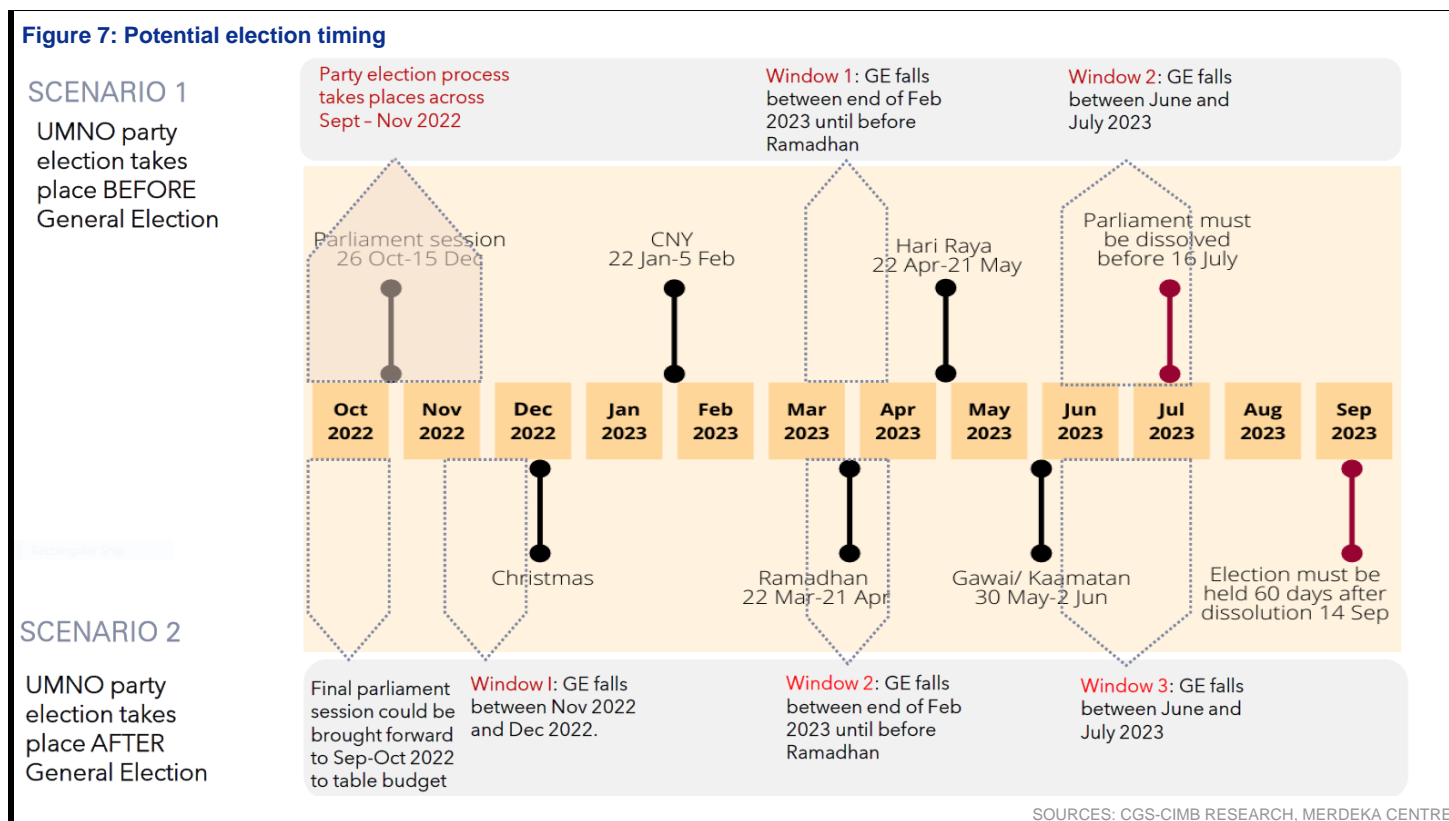 Figure 7: Potential election timing
SCENARIO 1
UMNO party
election takes
place BEFORE
General Election
Party election process
takes places across
Sept – Nov 2022
Window 1: GE falls
between end of Feb
2023 until before
Ramadhan
Window 2: GE falls
between June and
July 2023
Parliament session
26 Oct-15 Dec
CNY
22 Jan-5 Feb
Hari Raya
22 Apr-21 May
Parliament must
be dissolved
before 16 July
Oct
2022
Nov
2022
Dec
2022
Jan
2023
Feb
2023
Mar
2023
Apr
2023
May
2023
Jun
2023
Jul
2023
Aug
2023
Sep
2023
Christmas
Ramadhan
22 Mar-21 Apr
Gawai/ Kaamatan
30 May-2 Jun
Election must be
held 60 days after
dissolution 14 Sep
SCENARIO 2
UMNO party
election takes
place AFTER
General Election
Final parliament
session could be
brought forward
to Sep-Oct 2022
to table budget
Window I: GE falls
between Nov 2022
and Dec 2022.
Window 2: GE falls
between end of Feb
2023 until before
Ramadhan
Window 3: GE falls
between June and
July 2023
SOURCES: CGS-CIMB RESEARCH, MERDEKA CENTRE